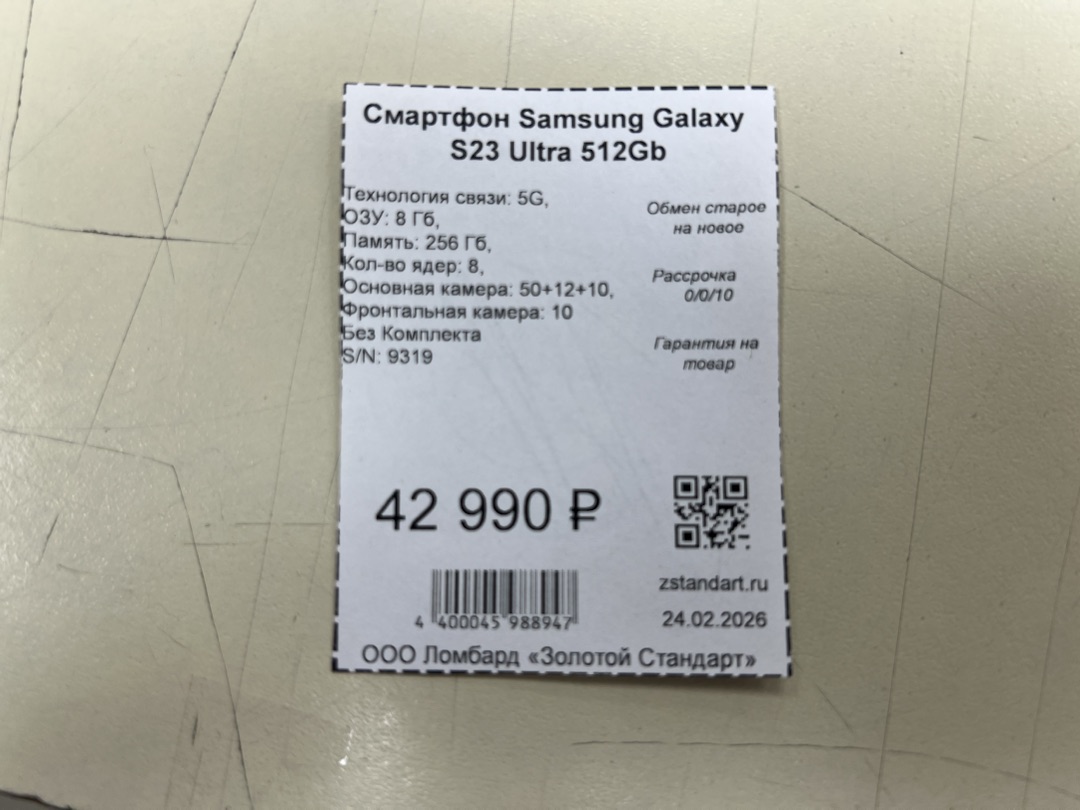 Смартфон Samsung Galaxy
S23 Ultra 512Gb
Технология связи: 5G,
ОЗУ: 8 Гб,
Память: 256 Гб,
Кол-во ядер: 8,
Основная камера: 50+12+10,
Фронтальная камера: 10
Без Комплекта
S/N: 9319
Обмен старое
на новое
Рассрочка
0/0/10
Гарантия на
товар
42 990 ₽
zstandart.ru
4 400045 988947
24.02.2026
ООО Ломбард «Золотой Стандарт»